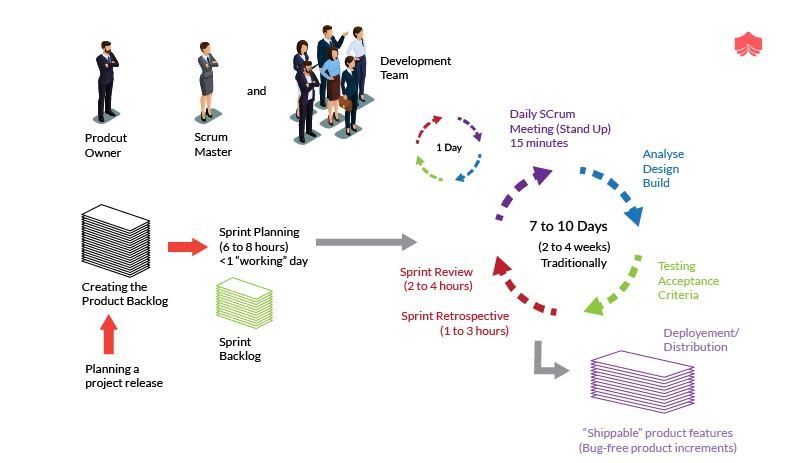 Prodcut
Owner
Scrum
Master
and
Development
Team
1 Day
Daily SCrum
Meeting (Stand Up)
15 minutes
Analyse
Design
Build
7 to 10 Days
(2 to 4 weeks)
Traditionally
Testing
Acceptance
Criteria
Sprint Review
(2 to 4 hours)
Sprint Retrospective
(1 to 3 hours)
Sprint Planning
(6 to 8 hours)
<1 “working” day
Sprint
Backlog
Creating the
Product Backlog
Planning a
project release
Deployement/
Distribution
“Shippable” product features
(Bug-free product increments)